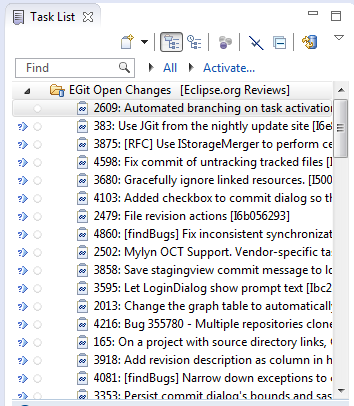 Task List
Find
All
Activate...
EGit Open Changes [Eclipse.org Reviews]
2609: Automated branching on task activation
383: Use JGit from the nightly update site [I6e
3875: [RFC] Use IStorageMerger to perform ce
4598: Fix commit of untracking tracked files [I
3680: Gracefully ignore linked resources. [I500
4103: Added checkbox to commit dialog so th
2479: File revision actions [I6b056293]
4860: [findBugs] Fix inconsistent synchronizat
2502: Mylyn OCT Support. Vendor-specific tas
3858: Save stagingview commit message to lo
3595: Let LoginDialog show prompt text [Ibc2
2013: Change the graph table to automatically
4216: Bug 355780 - Multiple repositories clone
165: On a project with source directory links, 
3918: Add revision description as column in h
4081: [findBugs] Narrow down exceptions to c
3353: Persist commit dialog's bounds and sas